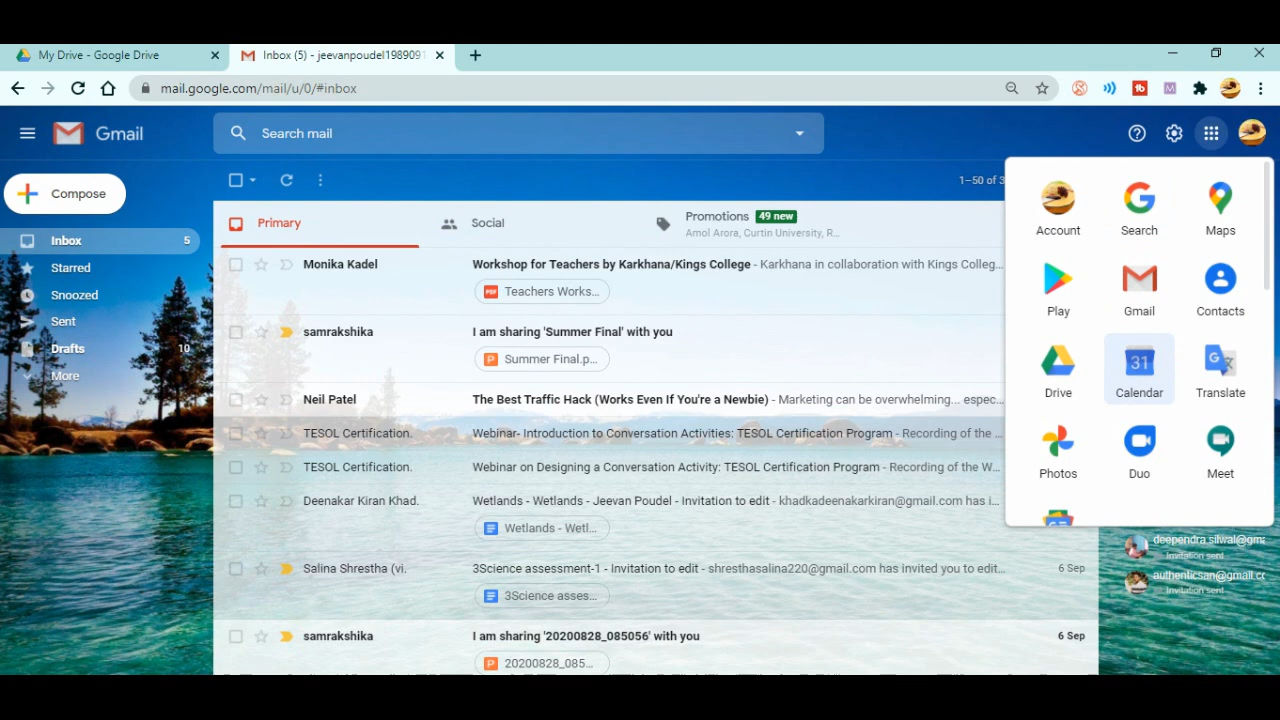 My Drive - Google Drive
Inbox (5) - jeevanpoudel1989091
mail.google.com/mail/u/0/#inbox
Gmail
Search mail
1–50 of 3
Compose
Inbox 5
Starred
Snoozed
Sent
Drafts 10
More
Primary
Social
Promotions 49 new
Amol Arora, Curtin University, R...
Monika Kadel Workshop for Teachers by Karkhana/Kings College - Karkhana in collaboration with Kings Colleg...
PDF Teachers Works...
samrakshika I am sharing 'Summer Final' with you
P Summer Final.p...
Neil Patel The Best Traffic Hack (Works Even If You're a Newbie) - Marketing can be overwhelming... espec...
TESOL Certification. Webinar- Introduction to Conversation Activities: TESOL Certification Program - Recording of the ...
TESOL Certification. Webinar on Designing a Conversation Activity: TESOL Certification Program - Recording of the W...
Deenakar Kiran Khad. Wetlands - Wetlands - Jeevan Poudel - Invitation to edit - khadkadeenakarkiran@gmail.com has i...
Wetlands - Wetl...
Salina Shrestha (vi. 3Science assessment-1 - Invitation to edit - shresthasalina220@gmail.com has invited you to edit... 6 Sep
3Science asses...
samrakshika I am sharing '20200828_085056' with you 6 Sep
P 20200828_085...
Account
Search
Maps
Play
Gmail
Contacts
Drive
31
Calendar
Translate
Photos
Duo
Meet
deependra.silwal@gma
Invitation sent
authenticsan@gmail.cc
Invitation sent